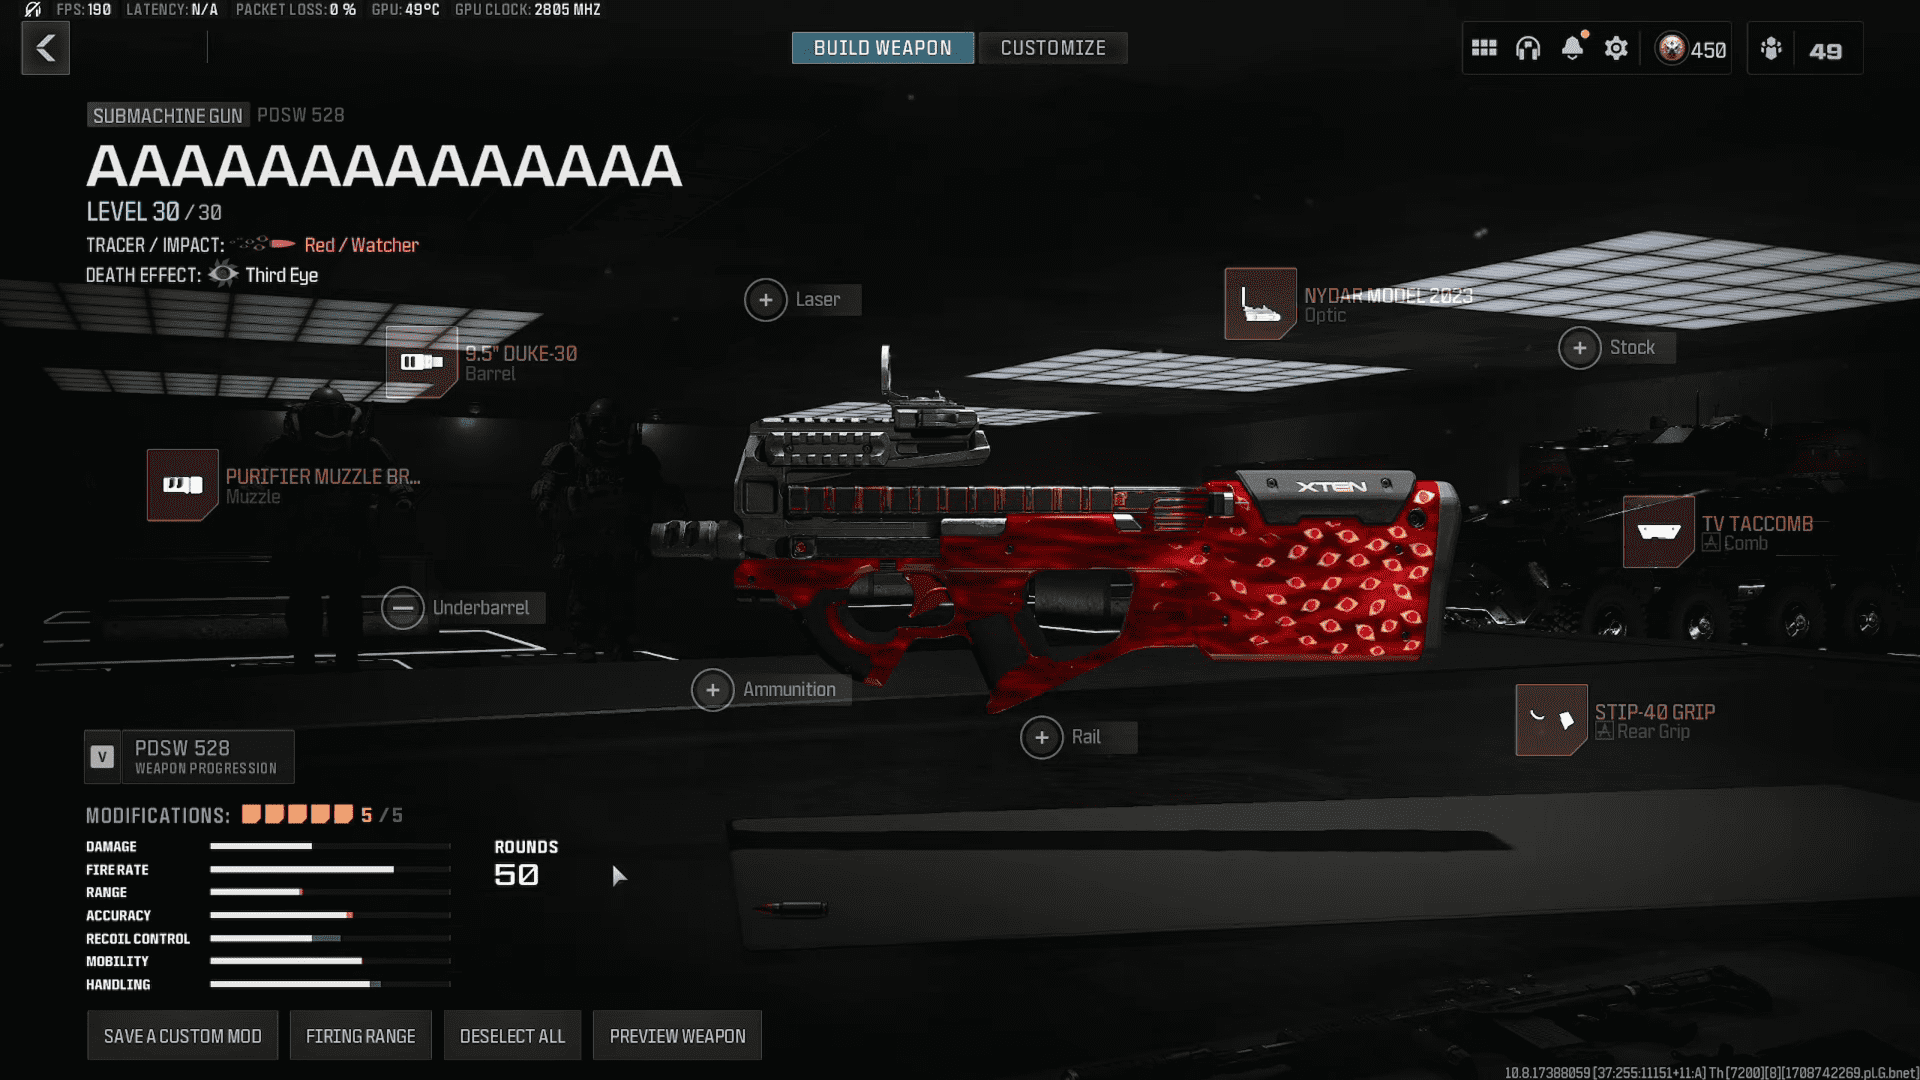 FPS: 190 LATENCY: N/A PACKET LOSS: 0 % GPU: 49°C GPU CLOCK: 2805 MHZ
BUILD WEAPON CUSTOMIZE
450 49
SUBMACHINE GUN PDSW 528
AAAAAAAAAAAAAA
LEVEL 30 / 30
TRACER / IMPACT: Red / Watcher
DEATH EFFECT: Third Eye
Laser
NYDAR MODEL 2023
Optic
Stock
9.5" DUKE-30
Barrel
PURIFIER MUZZLE BR...
Muzzle
XTEN
TV TACCOMB
Comb
Underbarrel
Ammunition
Rail
STIP-40 GRIP
Rear Grip
V PDSW 528
WEAPON PROGRESSION
MODIFICATIONS: 5 / 5
DAMAGE
FIRE RATE
RANGE
ACCURACY
RECOIL CONTROL
MOBILITY
HANDLING
ROUNDS
50
SAVE A CUSTOM MOD FIRING RANGE DESELECT ALL PREVIEW WEAPON
10.8.17388059 [37:255:11151+11:A] Th [7200][8][1708742269.pl.G.bnet]